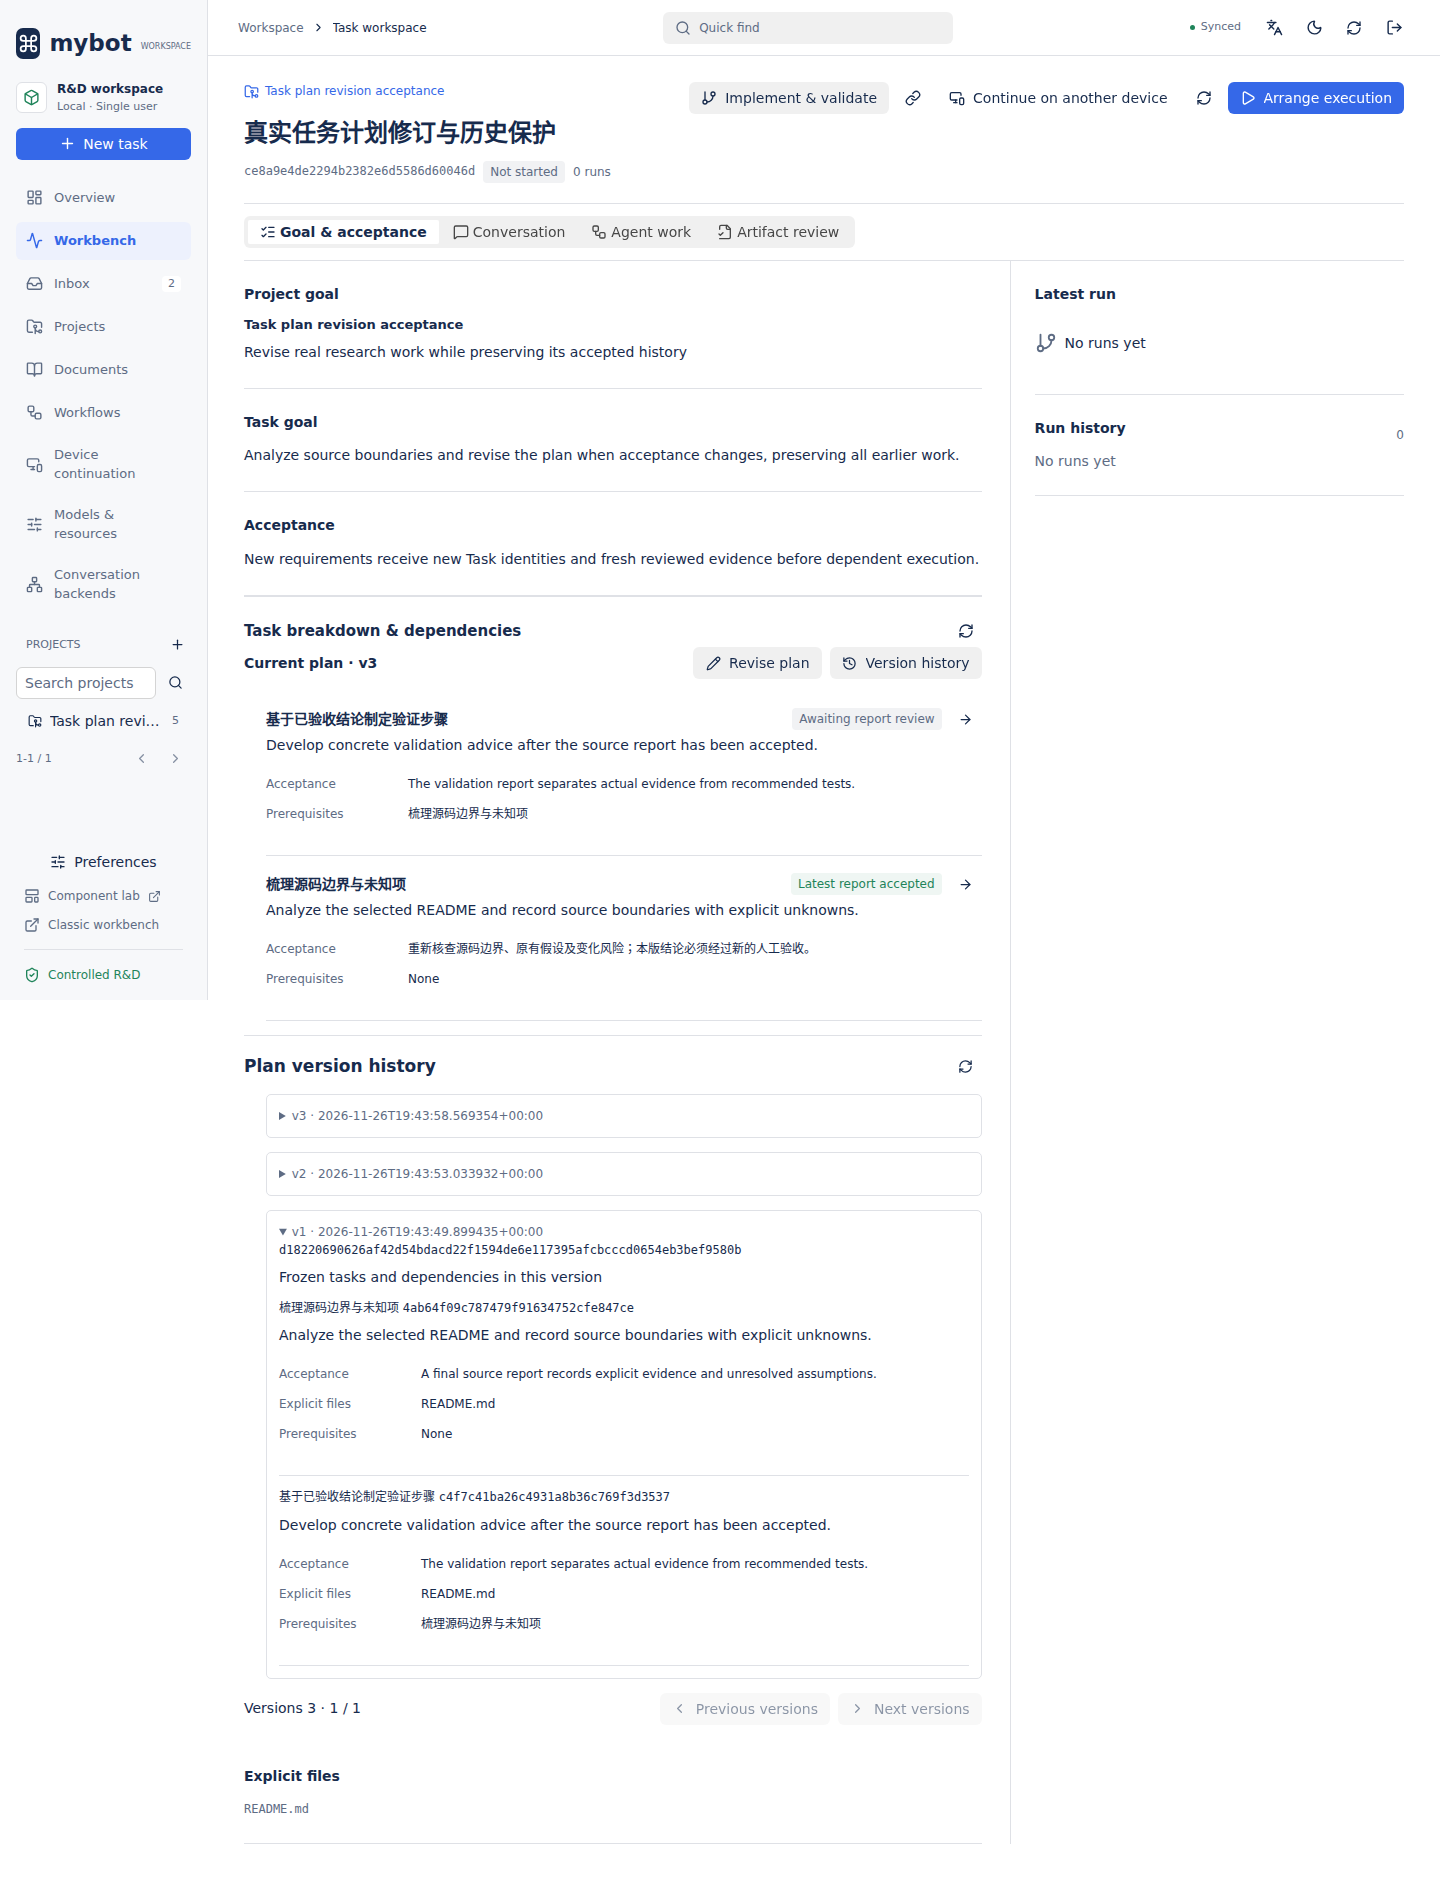 mybot WORKSPACE
R&D workspace
Local · Single user
New task
Overview
Workbench
Inbox 2
Projects
Documents
Workflows
Device
continuation
Models &
resources
Conversation
backends
PROJECTS
Search projects
Task plan revi... 5
1-1 / 1
Preferences
Component lab
Classic workbench
Controlled R&D
Workspace Task workspace
Quick find
Synced
Task plan revision acceptance
Implement & validate
Continue on another device
Arrange execution
真实任务计划修订与历史保护
ce8a9e4de2294b2382e6d5586d60046d Not started 0 runs
Goal & acceptance Conversation Agent work Artifact review
Project goal
Task plan revision acceptance
Revise real research work while preserving its accepted history
Task goal
Analyze source boundaries and revise the plan when acceptance changes, preserving all earlier work.
Acceptance
New requirements receive new Task identities and fresh reviewed evidence before dependent execution.
Task breakdown & dependencies
Current plan · v3 Revise plan Version history
基于已验收结论制定验证步骤 Awaiting report review
Develop concrete validation advice after the source report has been accepted.
Acceptance The validation report separates actual evidence from recommended tests.
Prerequisites 梳理源码边界与未知项
梳理源码边界与未知项 Latest report accepted
Analyze the selected README and record source boundaries with explicit unknowns.
Acceptance 重新核查源码边界、原有假设及变化风险；本版结论必须经过新的人工验收。
Prerequisites None
Plan version history
v3 · 2026-11-26T19:43:58.569354+00:00
v2 · 2026-11-26T19:43:53.033932+00:00
v1 · 2026-11-26T19:43:49.899435+00:00
d18220690626af42d54bdacd22f1594de6e117395afcbcccd0654eb3bef9580b
Frozen tasks and dependencies in this version
梳理源码边界与未知项 4ab64f09c787479f91634752cfe847ce
Analyze the selected README and record source boundaries with explicit unknowns.
Acceptance A final source report records explicit evidence and unresolved assumptions.
Explicit files README.md
Prerequisites None
基于已验收结论制定验证步骤 c4f7c41ba26c4931a8b36c769f3d3537
Develop concrete validation advice after the source report has been accepted.
Acceptance The validation report separates actual evidence from recommended tests.
Explicit files README.md
Prerequisites 梳理源码边界与未知项
Versions 3 · 1 / 1 Previous versions Next versions
Explicit files
README.md
Latest run
No runs yet
Run history 0
No runs yet